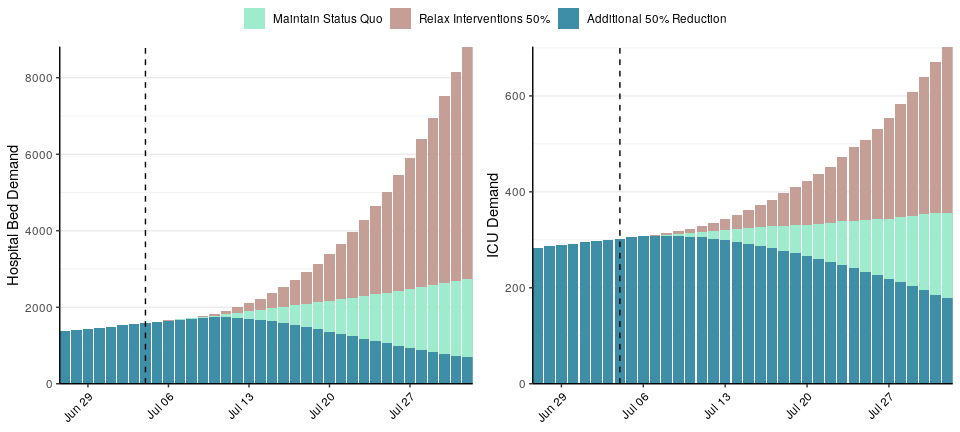 Maintain Status Quo Relax Interventions 50% Additional 50% Reduction
Hospital Bed Demand
8000
6000
4000
2000
0
Jun 29 Jul 06 Jul 13 Jul 20 Jul 27
ICU Demand
600
400
200
0
Jun 29 Jul 06 Jul 13 Jul 20 Jul 27